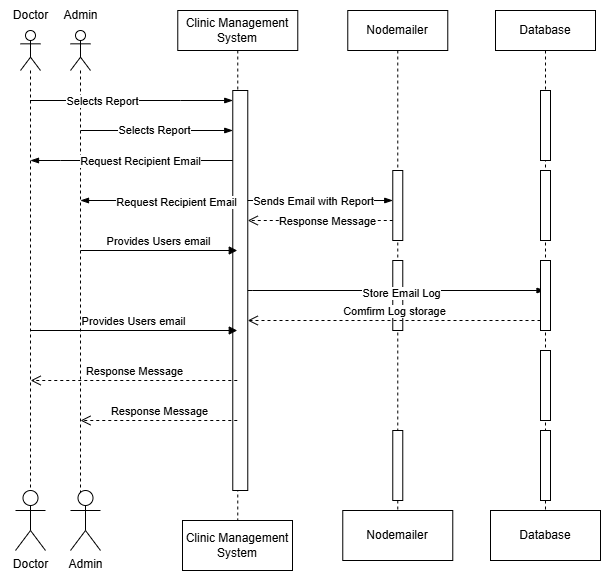 Doctor
Admin
Clinic Management
System
Nodemailer
Database
Selects Report
Selects Report
Request Recipient Email
Request Recipient Email
Sends Email with Report
Response Message
Provides Users email
Store Email Log
Comfirm Log storage
Provides Users email
Response Message
Response Message
Doctor
Admin
Clinic Management
System
Nodemailer
Database